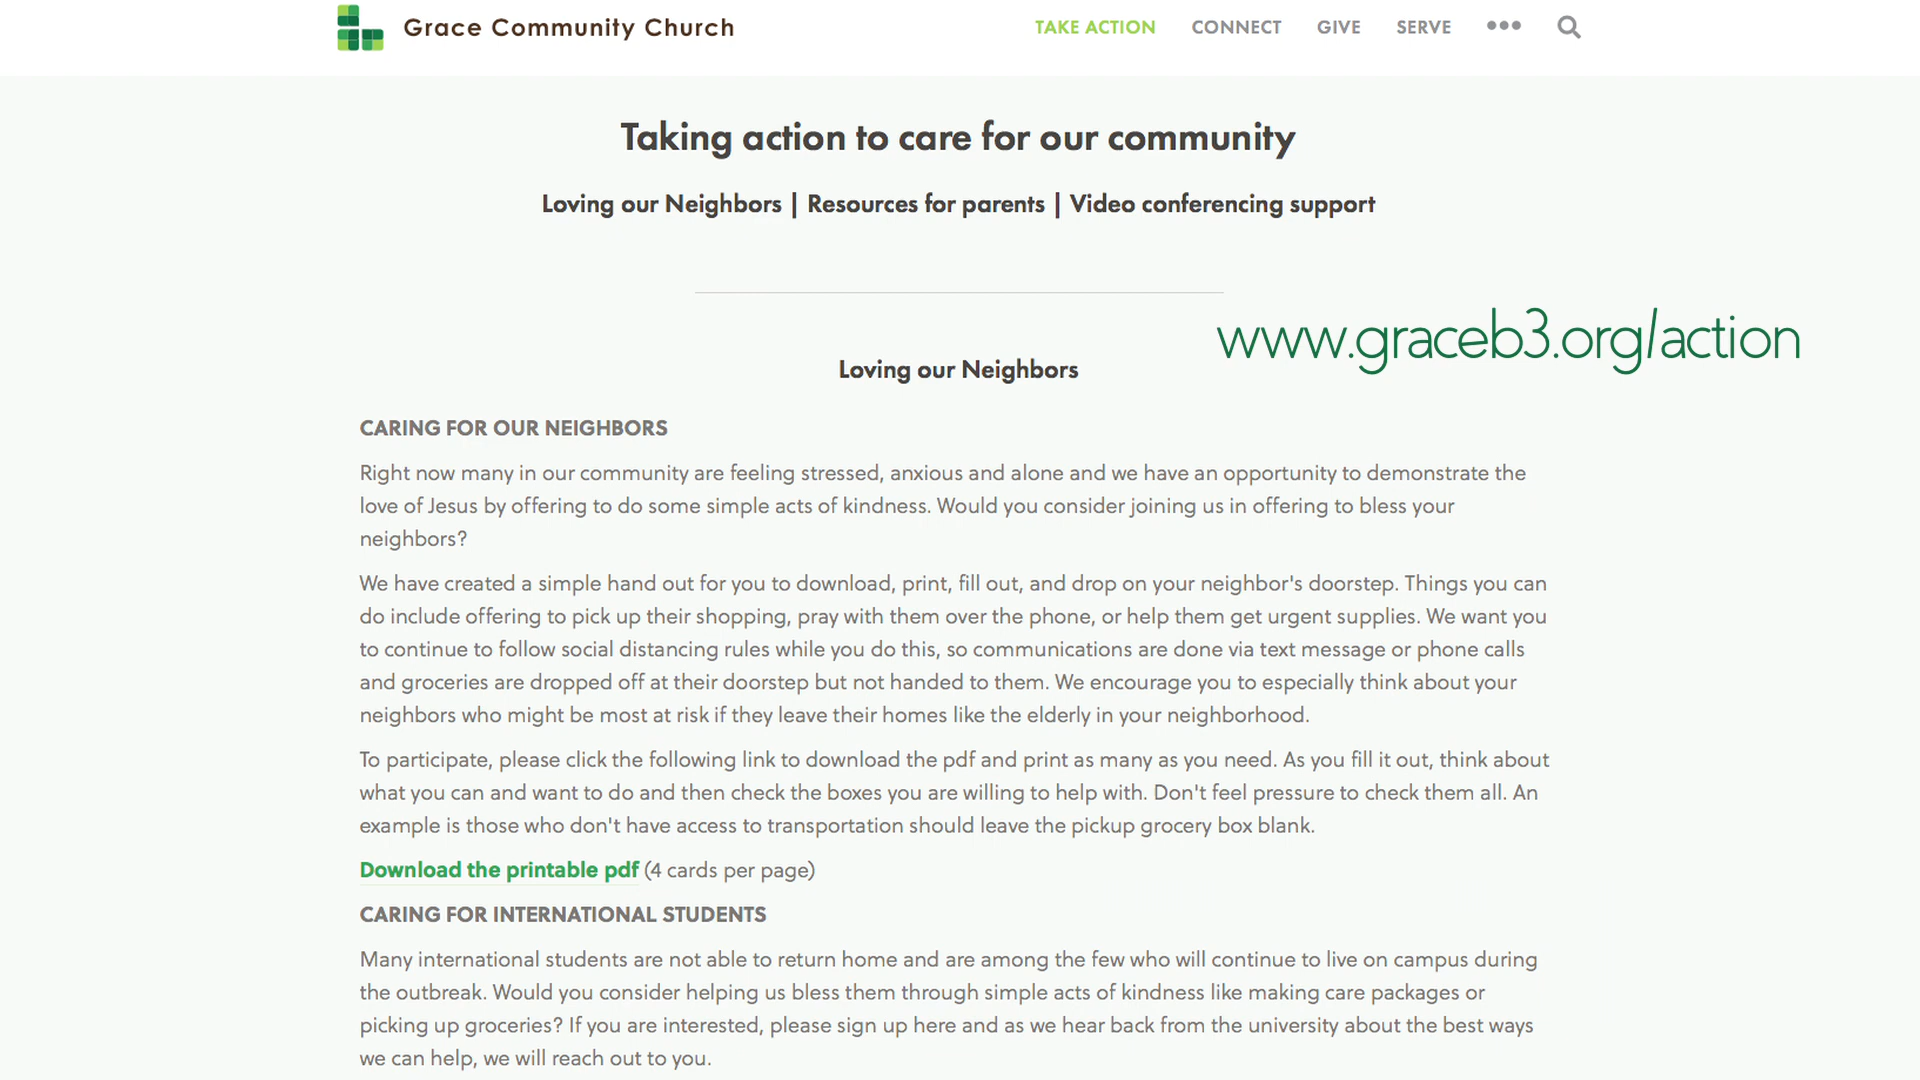 Grace Community Church
TAKE ACTION CONNECT GIVE SERVE •••
Taking action to care for our community
Loving our Neighbors | Resources for parents | Video conferencing support
www.graceb3.org/action
Loving our Neighbors
CARING FOR OUR NEIGHBORS
Right now many in our community are feeling stressed, anxious and alone and we have an opportunity to demonstrate the
love of Jesus by offering to do some simple acts of kindness. Would you consider joining us in offering to bless your
neighbors?
We have created a simple hand out for you to download, print, fill out, and drop on your neighbor's doorstep. Things you can
do include offering to pick up their shopping, pray with them over the phone, or help them get urgent supplies. We want you
to continue to follow social distancing rules while you do this, so communications are done via text message or phone calls
and groceries are dropped off at their doorstep but not handed to them. We encourage you to especially think about your
neighbors who might be most at risk if they leave their homes like the elderly in your neighborhood.
To participate, please click the following link to download the pdf and print as many as you need. As you fill it out, think about
what you can and want to do and then check the boxes you are willing to help with. Don't feel pressure to check them all. An
example is those who don't have access to transportation should leave the pickup grocery box blank.
Download the printable pdf (4 cards per page)
CARING FOR INTERNATIONAL STUDENTS
Many international students are not able to return home and are among the few who will continue to live on campus during
the outbreak. Would you consider helping us bless them through simple acts of kindness like making care packages or
picking up groceries? If you are interested, please sign up here and as we hear back from the university about the best ways
we can help, we will reach out to you.